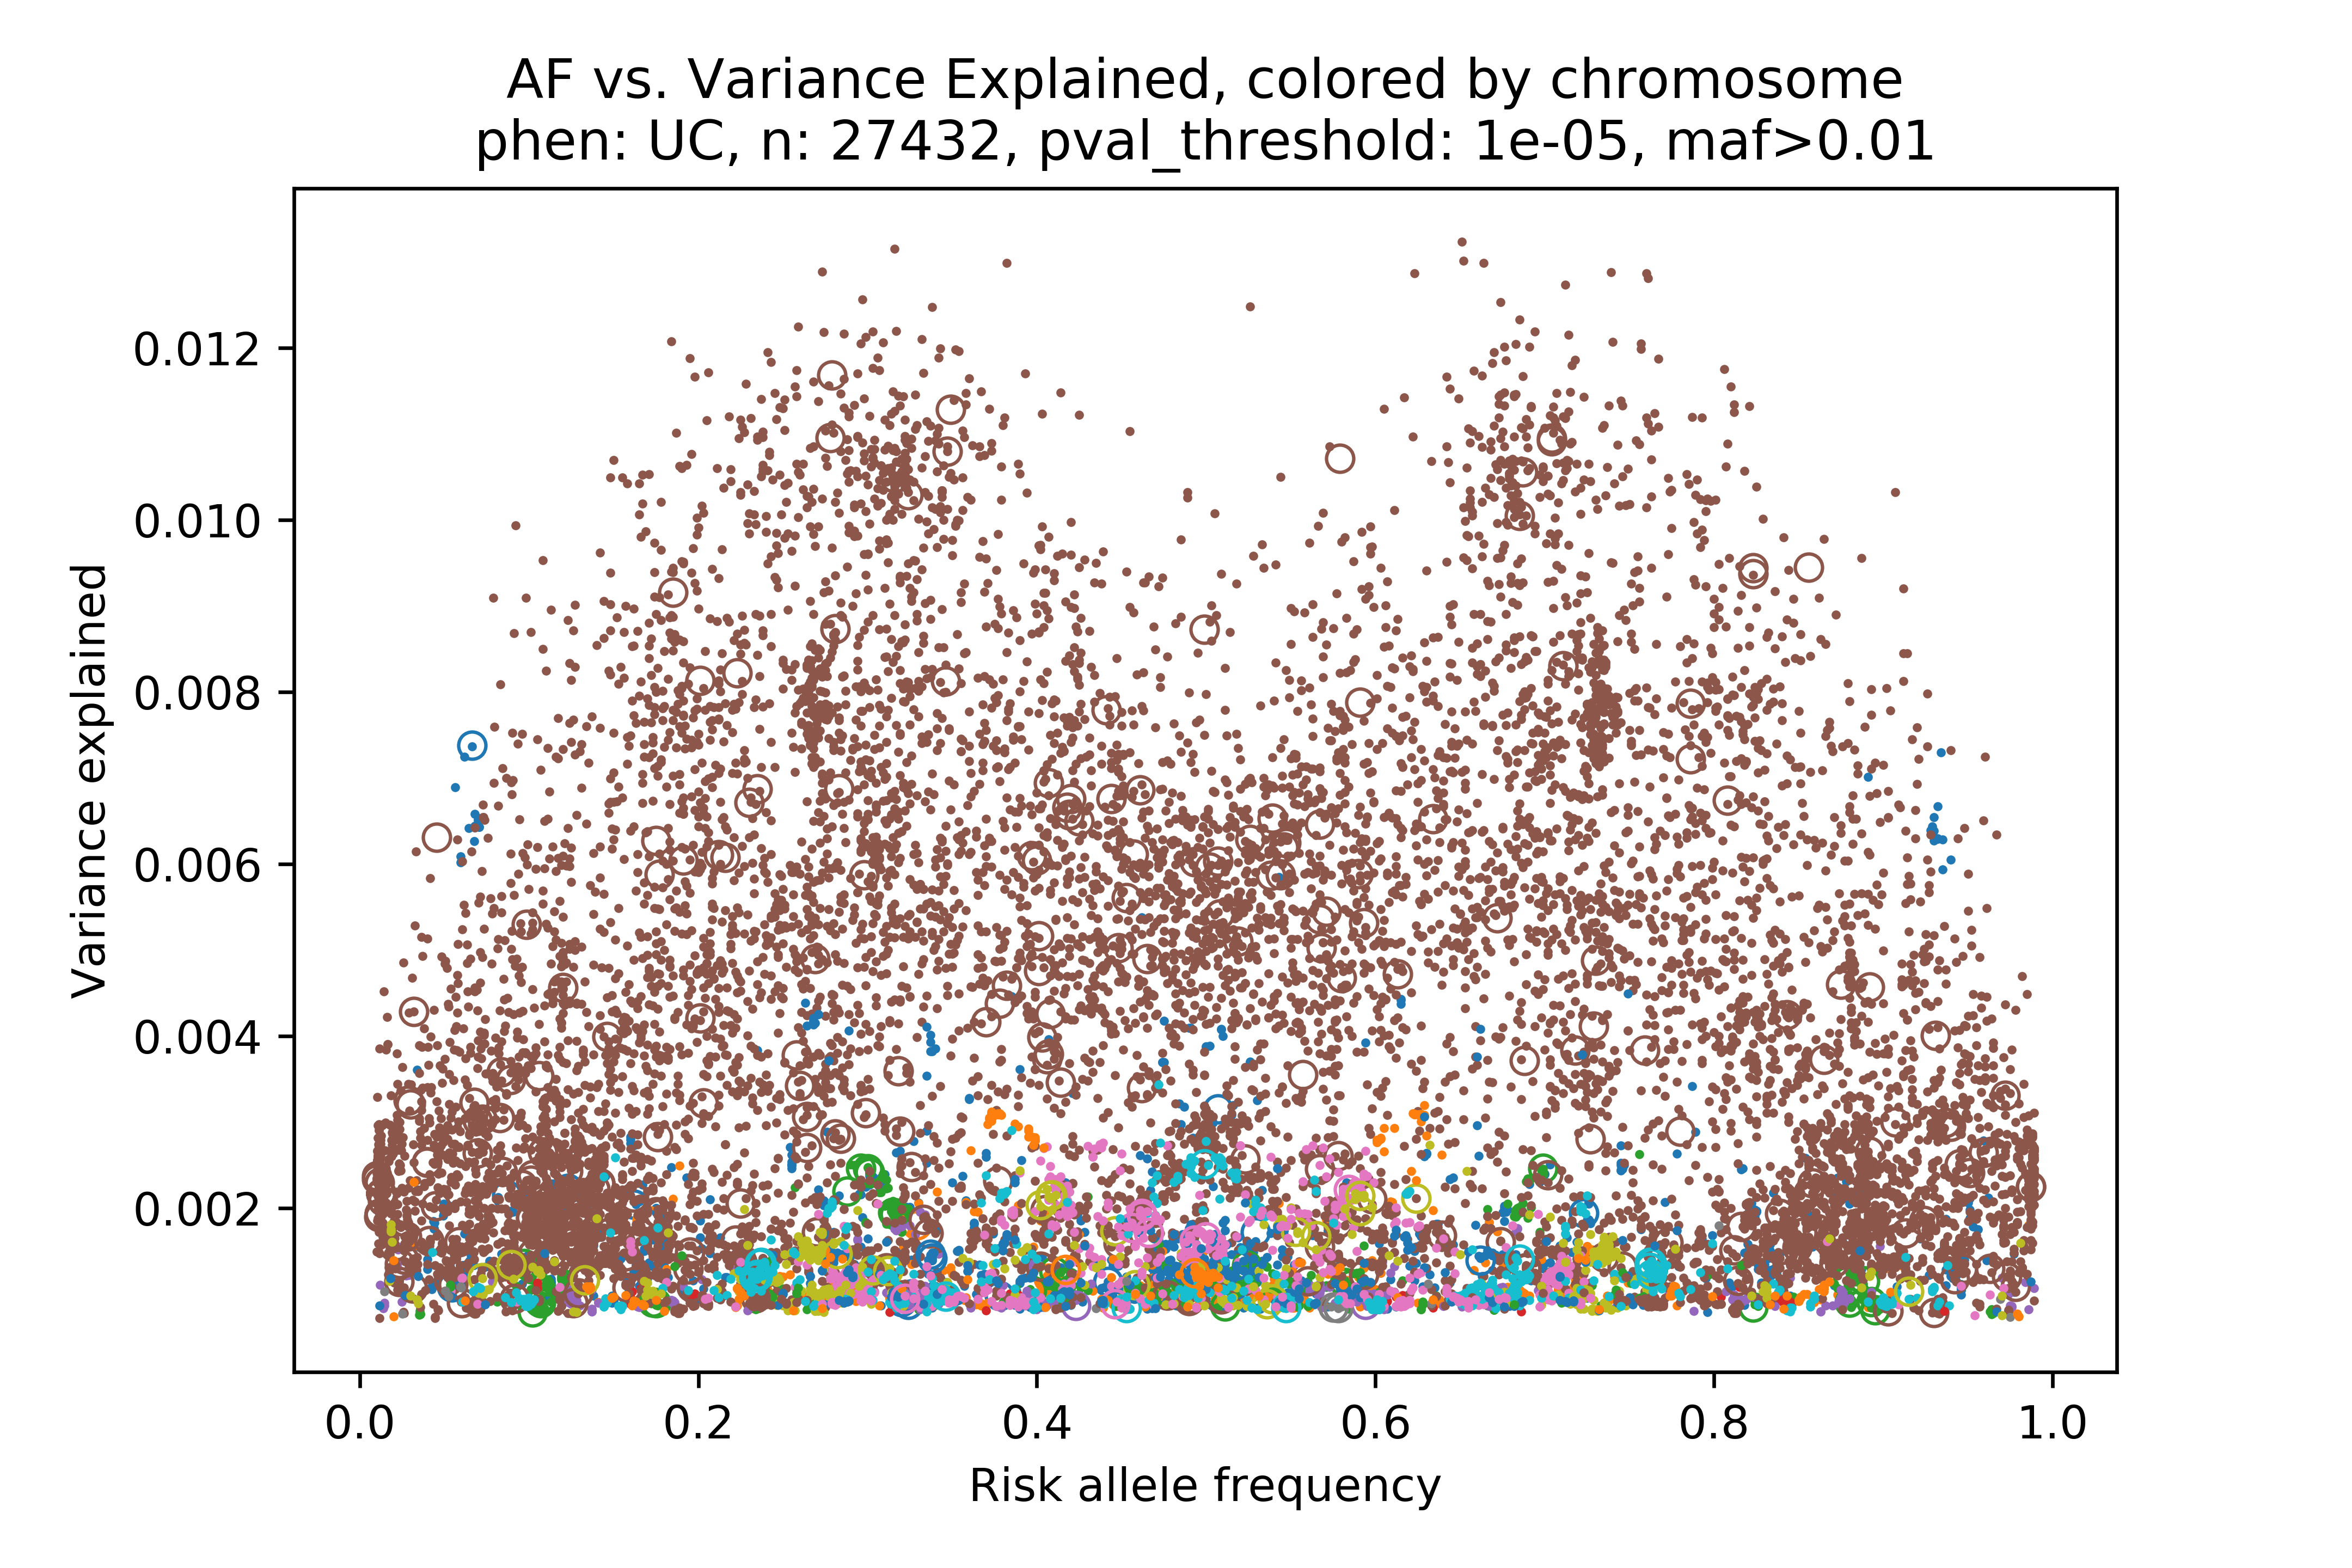 AF vs. Variance Explained, colored by chromosome
phen: UC, n: 27432, pval_threshold: 1e-05, maf>0.01
Variance explained
0.012
0.010
0.008
0.006
0.004
0.002
0.0 0.2 0.4 0.6 0.8 1.0
Risk allele frequency